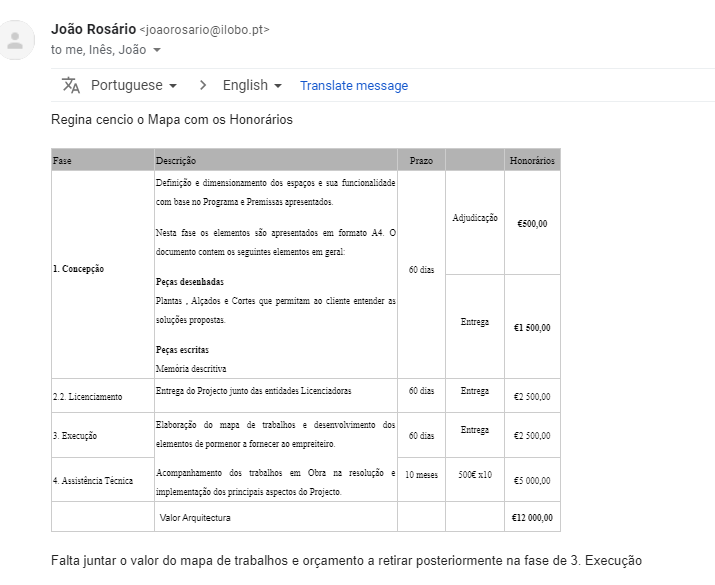 João Rosário <joaorosario@ilobo.pt>
to me, Inês, João
Portuguese > English Translate message
Regina cencio o Mapa com os Honorários
Fase Descrição Prazo Honorários
Definição e dimensionamento dos espaços e sua funcionalidade
com base no Programa e Premissas apresentados.
Adjudicação €500,00
Nesta fase os elementos são apresentados em formato A4. O
documento contem os seguintes elementos em geral:
1. Concepção 60 dias
Peças desenhadas
Plantas , Alçados e Cortes que permitam ao cliente entender as
soluções propostas.
Entrega €1 500,00
Peças escritas
Memória descritiva
2.2. Licenciamento Entrega do Projecto junto das entidades Licenciadoras 60 dias Entrega €2 500,00
Elaboração do mapa de trabalhos e desenvolvimento dos
3. Execução 60 dias Entrega €2 500,00
elementos de pormenor a fornecer ao empreiteiro.
Acompanhamento dos trabalhos em Obra na resolução e
4. Assistência Técnica 10 meses 500€ x10 €5 000,00
implementação dos principais aspectos do Projecto.
Valor Arquitectura €12 000,00
Falta juntar o valor do mapa de trabalhos e orçamento a retirar posteriormente na fase de 3. Execução